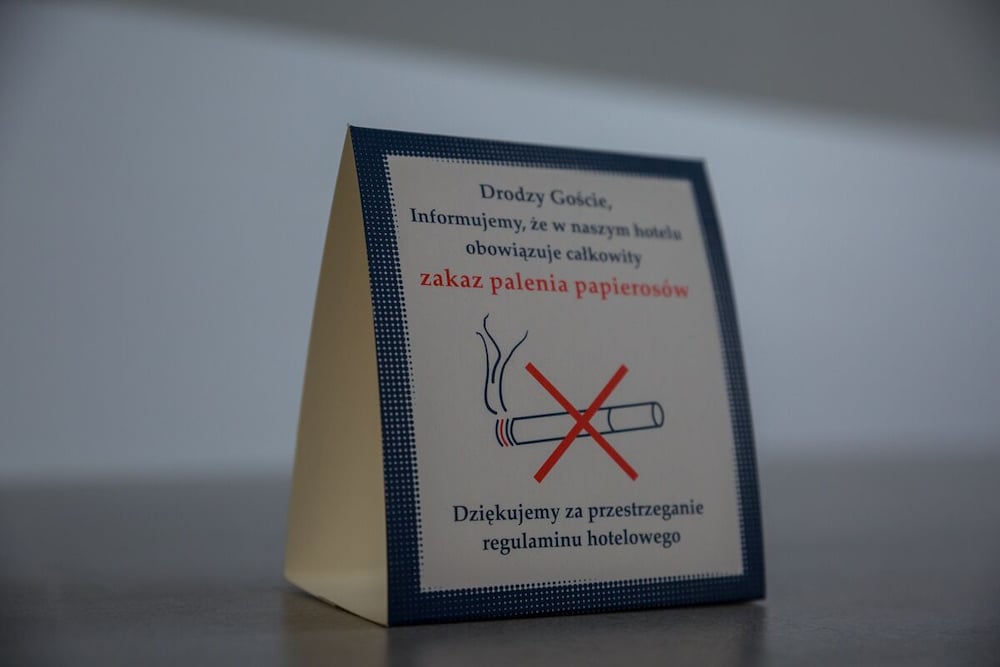 Drodzy Goście,
Informujemy, że w naszym hotelu
obowiązuje całkowity
zakaz palenia papierosów
Dziękujemy za przestrzeganie
regulaminu hotelowego